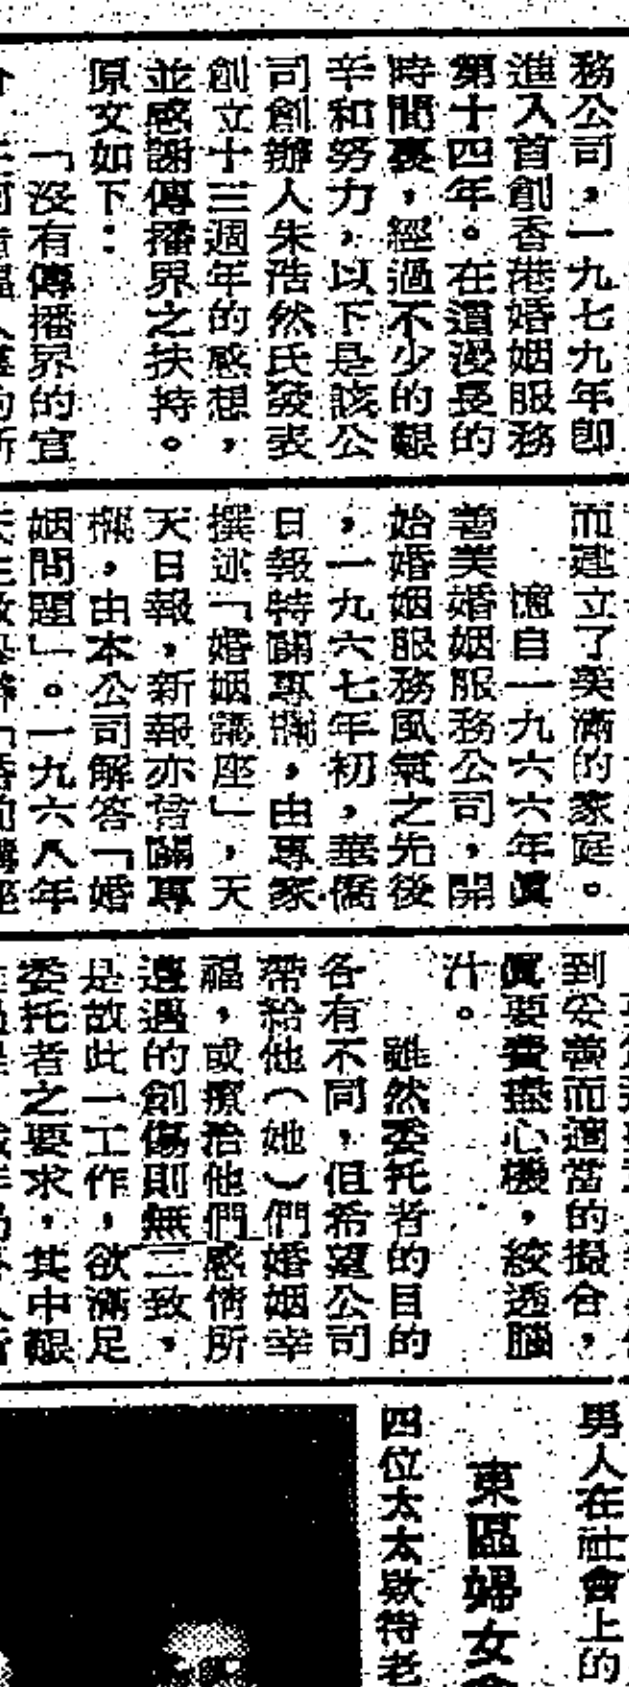 務公司，一九七九年卽
進入首創香港婚姻服務
第十四年。在這漫長的
時間裏，經過不少的艱
辛和努力，以下是該公
司創辦人朱浩然氏發表
創立十三週年的感想，
並感謝傳播界之扶持。
原文如下：
「沒有傳播界的宣
而建立了美滿的家庭。
憶自一九六六年眞
善美婚姻服務公司，開
始婚姻服務風氣之先後
，一九六七年初，華僑
日報特闢專欄，由專家
撰述「婚姻講座」，天
天日報，新報亦曾闢專
欄，由本公司解答「婚
姻問題」。一九六八年
到妥善而適當的撮合，
眞要費盡心機，絞透腦
汁。
雖然委托者的目的
各有不同，但希望公司
帶給他（她）們婚姻幸
福，或療治他們感情所
遭遇的創傷則無二致，
是故此一工作，欲滿足
委托者之要求，其中艱
男人在社會上的
東區婦女會
四位太太欵待老